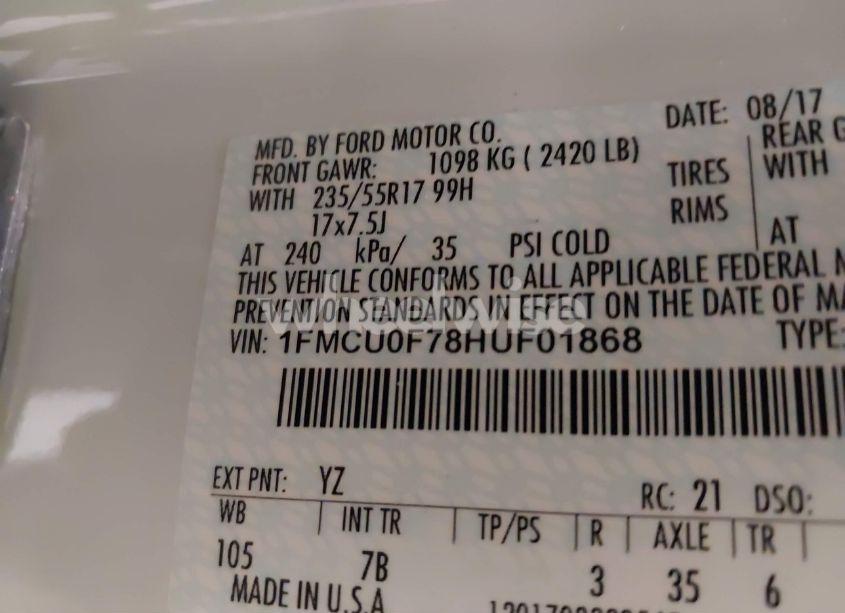 DATE: 08/17
MFD. BY FORD MOTOR CO.
FRONT GAWR: 1098 KG ( 2420 LB) REAR
WITH 235/55R17 99H TIRES WITH
17x7.5J RIMS
AT 240 kPa/ 35 PSI COLD AT
THIS VEHICLE CONFORMS TO ALL APPLICABLE FEDERAL
PREVENTION STANDARDS IN EFFECT ON THE DATE OF
wheelwise
VIN: 1FMCU0F78HUF01868 TYPE:
EXT PNT: YZ RC: 21 DSO:
WB INT TR TP/PS R AXLE TR
105 7B 3 35 6
MADE IN U.S.A